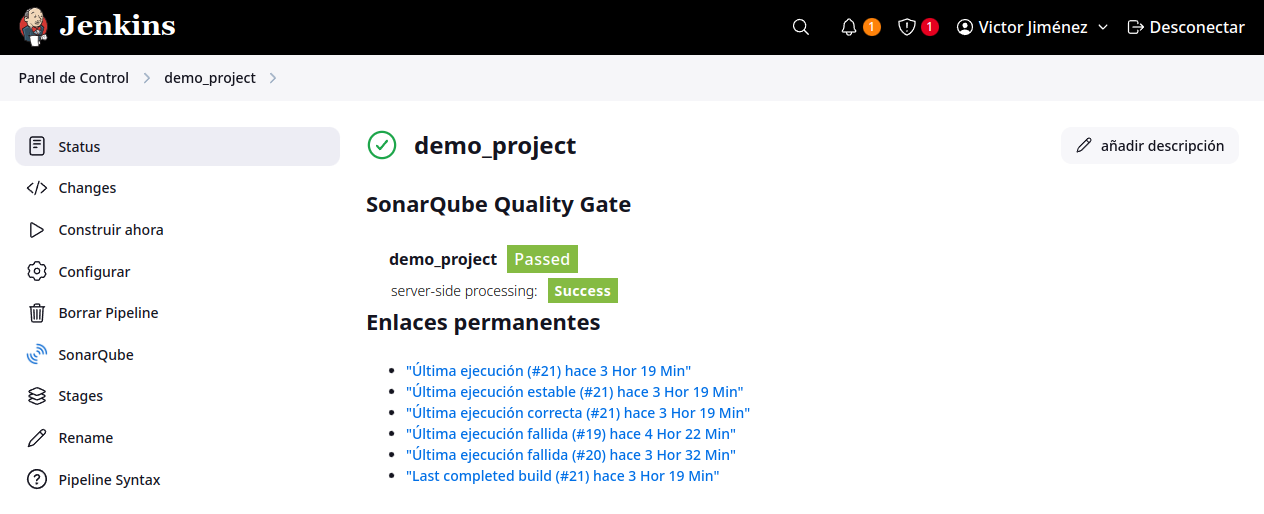 Jenkins
1
1
Victor Jiménez
Desconectar
Panel de Control
demo_project
Status
Changes
Construir ahora
Configurar
Borrar Pipeline
SonarQube
Stages
Rename
Pipeline Syntax
demo_project
añadir descripción
SonarQube Quality Gate
demo_project Passed
server-side processing: Success
Enlaces permanentes
"Última ejecución (#21) hace 3 Hor 19 Min"
"Última ejecución estable (#21) hace 3 Hor 19 Min"
"Última ejecución correcta (#21) hace 3 Hor 19 Min"
"Última ejecución fallida (#19) hace 4 Hor 22 Min"
"Última ejecución fallida (#20) hace 3 Hor 32 Min"
"Last completed build (#21) hace 3 Hor 19 Min"